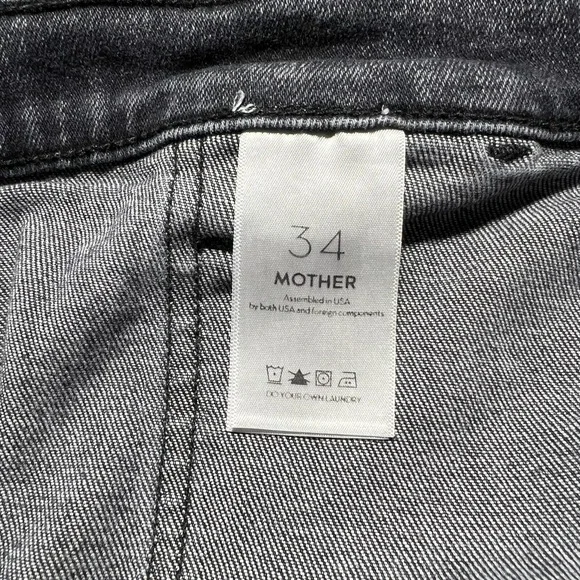 34
MOTHER
Assembled in USA
by both USA and foreign components
DO YOUR OWN LAUNDRY